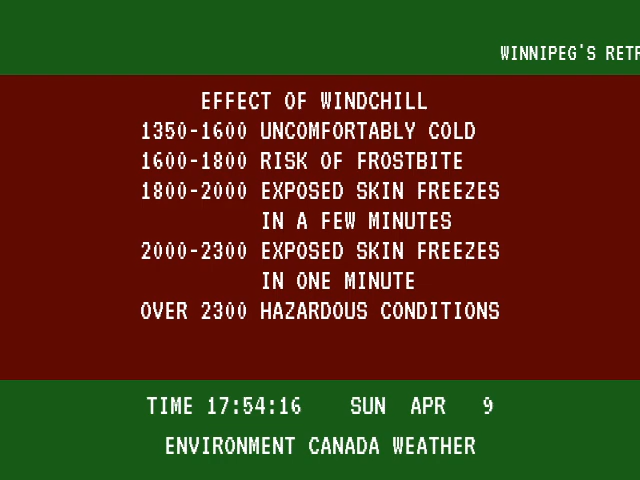 WINNIPEG'S
EFFECT OF WINDCHILL
1350-1600 UNCOMFORTABLY COLD
1600-1800 RISK OF FROSTBITE
1800-2000 EXPOSED SKIN FREEZES
IN A FEW MINUTES
2000-2300 EXPOSED SKIN FREEZES
IN ONE MINUTE
OVER 2300 HAZARDOUS CONDITIONS
TIME 17:54:16 SUN APR 9
ENVIRONMENT CANADA WEATHER